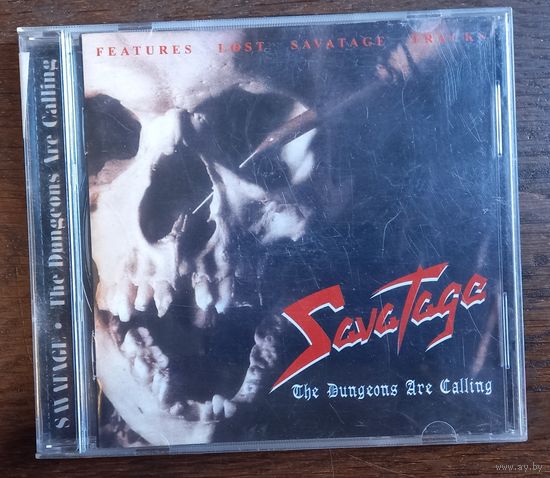 FEATURES LOST SAVATAGE TRACKS
SAVATAGE • The Dungeons Are Calling
Savatage
The Dungeons Are Calling
www.ay.by